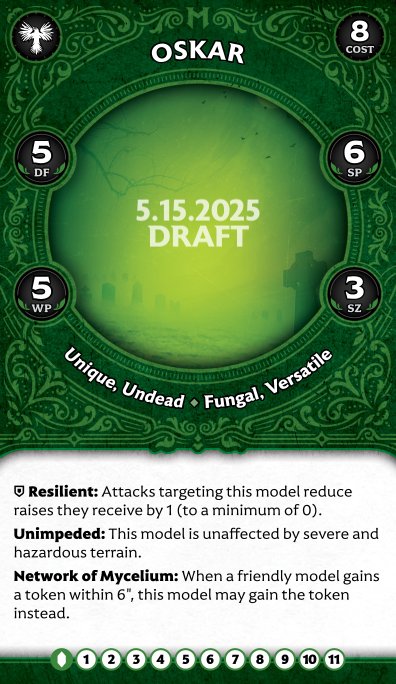 OSKAR
8
COST
5
DF
6
SP
5.15.2025
DRAFT
5
WP
3
SZ
Unique, Undead ◆ Fungal, Versatile
Resilient: Attacks targeting this model reduce
raises they receive by 1 (to a minimum of 0).
Unimpeded: This model is unaffected by severe and
hazardous terrain.
Network of Mycelium: When a friendly model gains
a token within 6", this model may gain the token
instead.
1 2 3 4 5 6 7 8 9 10 11